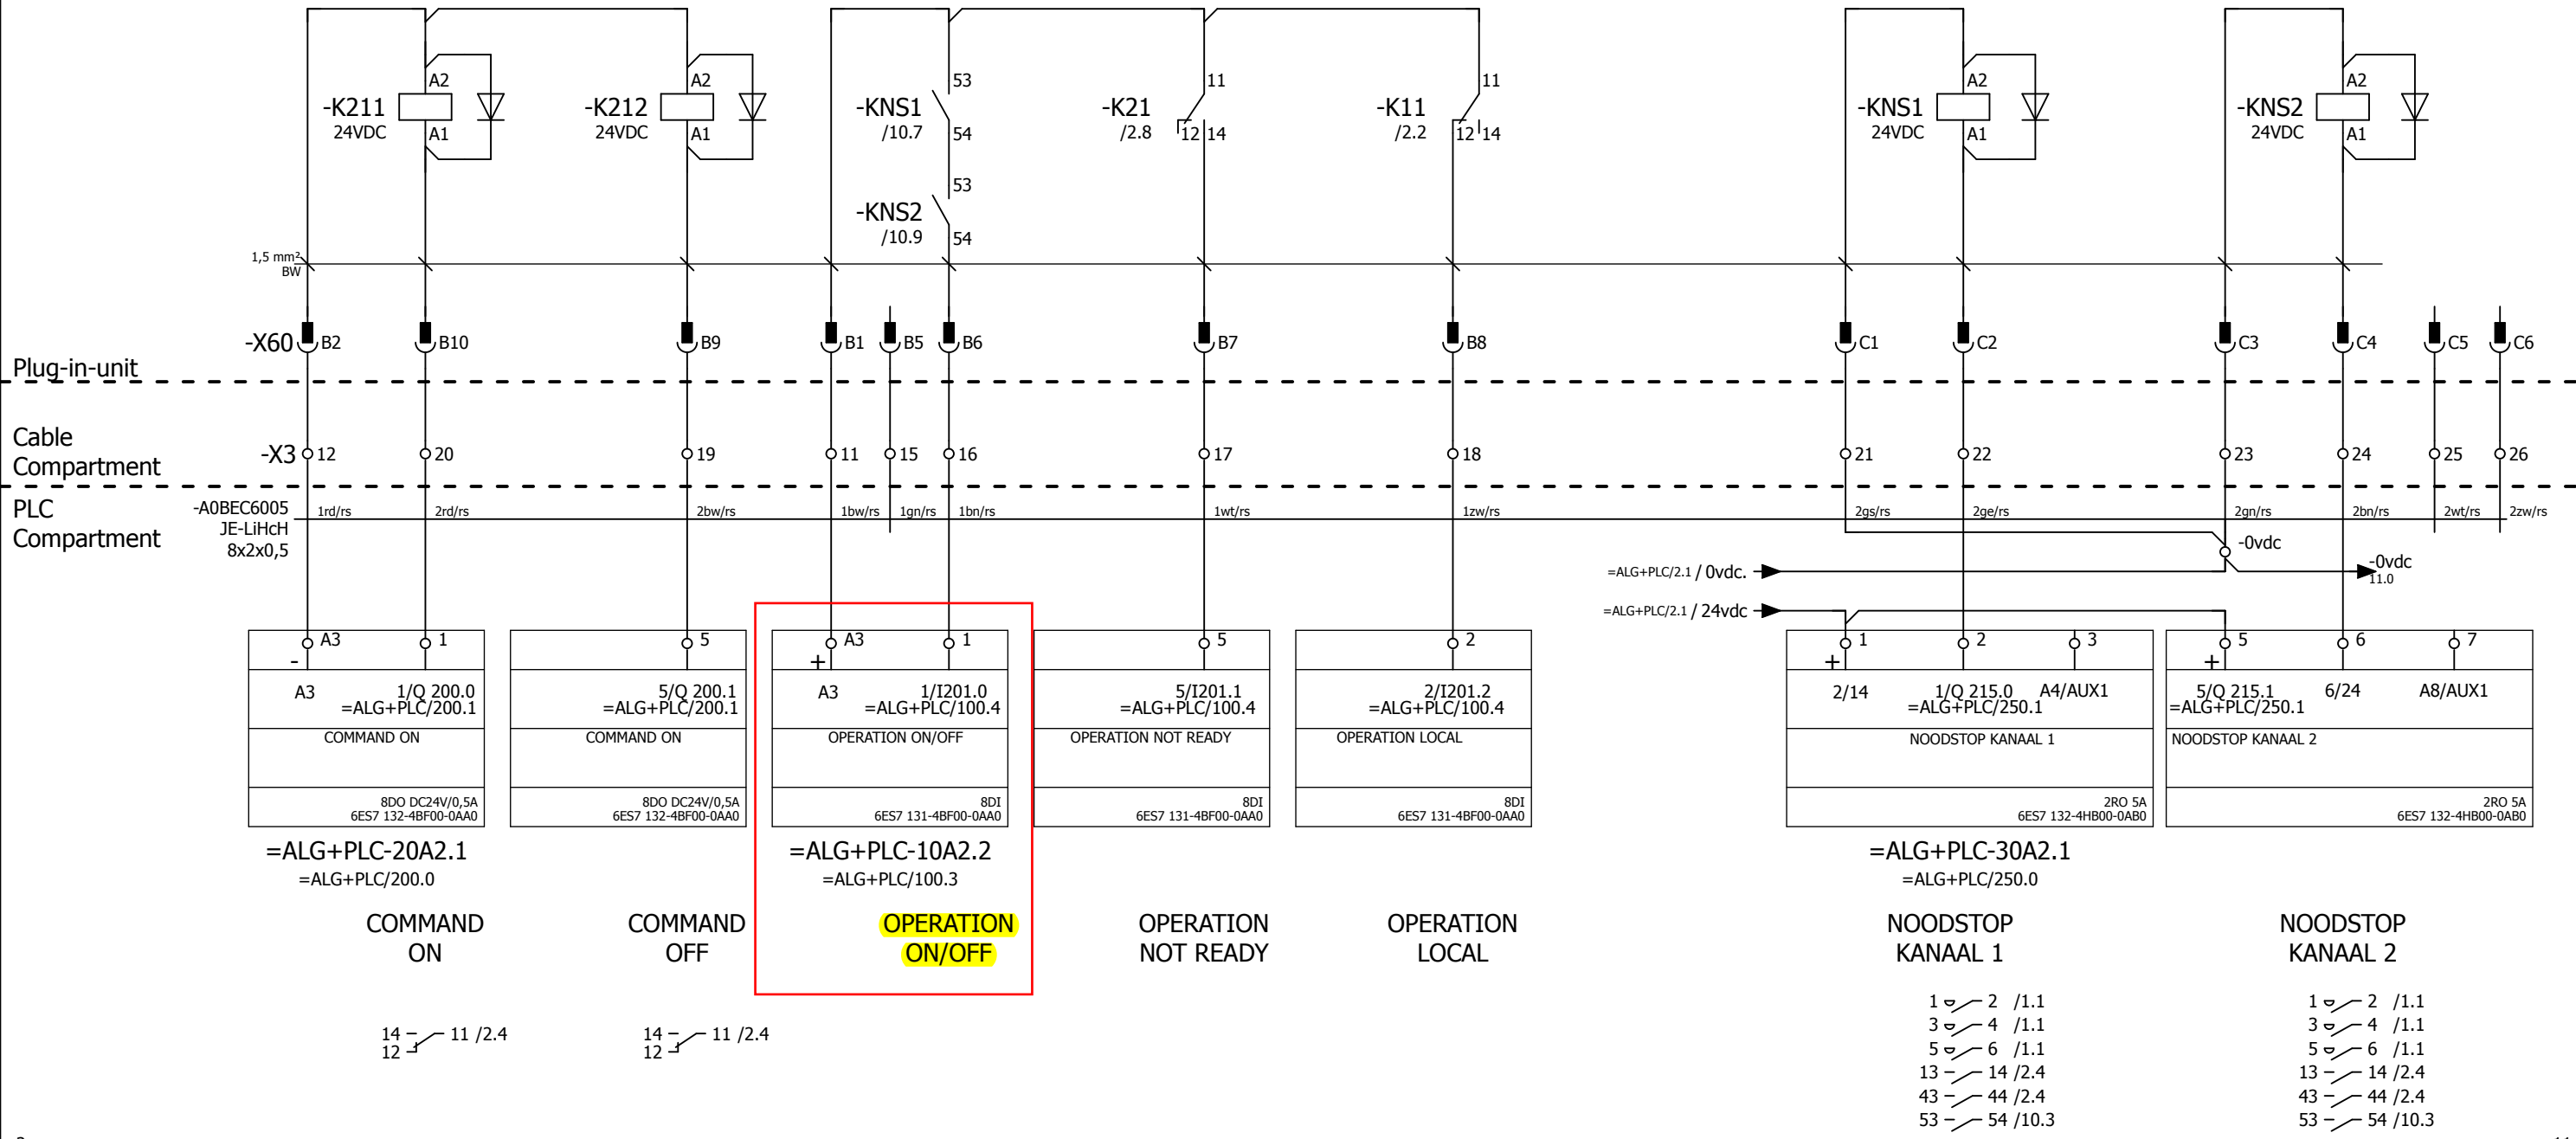 A2
A2
53
11
11
A2
A2
-K211
-K212
-KNS1
-K21
-K11
-KNS1
-KNS2
24VDC
A1
24VDC
A1
/10.7
54
/2.8
12 14
/2.2
12 14
24VDC
A1
24VDC
A1
53
-KNS2
/10.9
54
1,5 mm²
BW
-X60 B2 B10 B9 B1 B5 B6 B7 B8 C1 C2 C3 C4 C5 C6
Plug-in-unit
Cable
Compartment
-X3 12 20 19 11 15 16 17 18 21 22 23 24 25 26
PLC
Compartment
-A0BEC6005
JE-LiHcH
8x2x0,5
1rd/rs 2rd/rs 2bw/rs 1bw/rs 1gn/rs 1bn/rs 1wt/rs 1zw/rs 2gs/rs 2ge/rs 2gn/rs 2bn/rs 2wt/rs 2zw/rs
-0vdc
=ALG+PLC/2.1 / 0vdc.
-0vdc
11.0
=ALG+PLC/2.1 / 24vdc
A3 1 5 A3 1 5 2 1 2 3 5 6 7
- + + +
A3 1/Q 200.0
=ALG+PLC/200.1
COMMAND ON
8DO DC24V/0,5A
6ES7 132-4BF00-0AA0
5/Q 200.1
=ALG+PLC/200.1
COMMAND ON
8DO DC24V/0,5A
6ES7 132-4BF00-0AA0
A3 1/I201.0
=ALG+PLC/100.4
OPERATION ON/OFF
8DI
6ES7 131-4BF00-0AA0
5/I201.1
=ALG+PLC/100.4
OPERATION NOT READY
8DI
6ES7 131-4BF00-0AA0
2/I201.2
=ALG+PLC/100.4
OPERATION LOCAL
8DI
6ES7 131-4BF00-0AA0
2/14 1/Q 215.0 A4/AUX1
=ALG+PLC/250.1
NOODSTOP KANAAL 1
2RO 5A
6ES7 132-4HB00-0AB0
5/Q 215.1 6/24 A8/AUX1
=ALG+PLC/250.1
NOODSTOP KANAAL 2
2RO 5A
6ES7 132-4HB00-0AB0
=ALG+PLC-20A2.1
=ALG+PLC/200.0
=ALG+PLC-10A2.2
=ALG+PLC/100.3
=ALG+PLC-30A2.1
=ALG+PLC/250.0
COMMAND
ON
COMMAND
OFF
OPERATION
ON/OFF
OPERATION
NOT READY
OPERATION
LOCAL
NOODSTOP
KANAAL 1
NOODSTOP
KANAAL 2
14 11 /2.4
12
14 11 /2.4
12
1 2 /1.1
3 4 /1.1
5 6 /1.1
13 14 /2.4
43 44 /2.4
53 54 /10.3
1 2 /1.1
3 4 /1.1
5 6 /1.1
13 14 /2.4
43 44 /2.4
53 54 /10.3